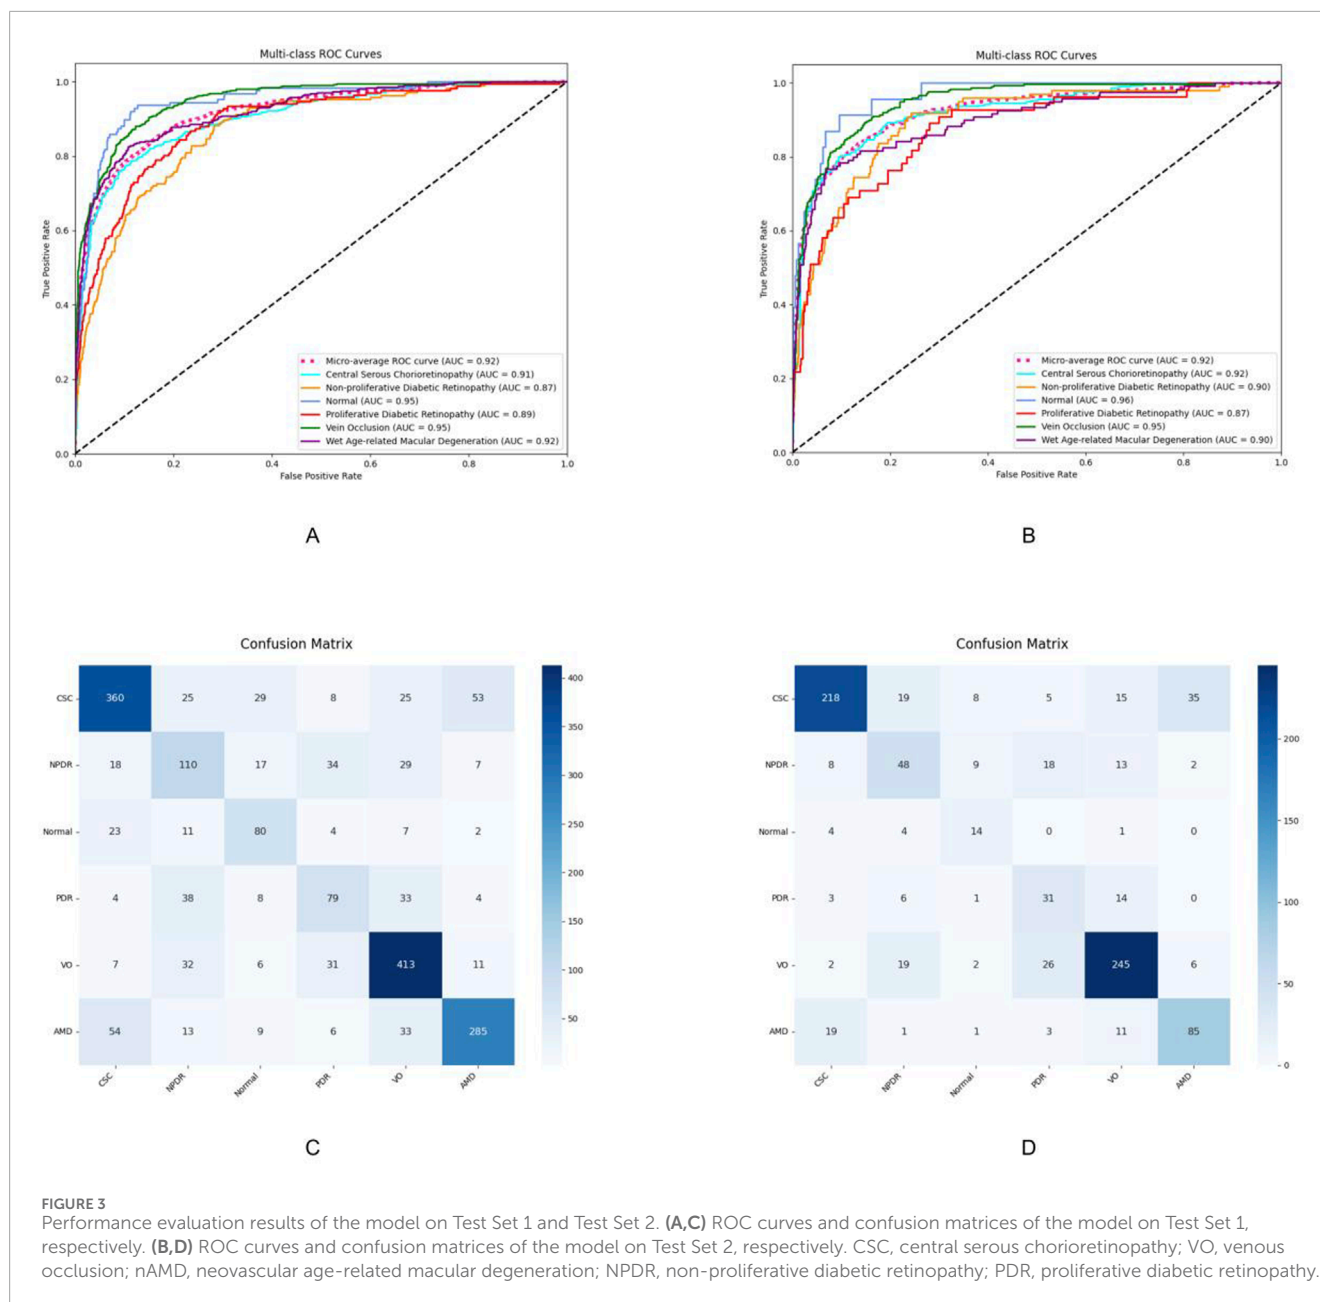 Multi-class ROC Curves
1.0
0.8
0.6
0.4
0.2
0.0
True Positive Rate
Micro-average ROC curve (AUC = 0.92)
Central Serous Chorioretinopathy (AUC = 0.91)
Non-proliferative Diabetic Retinopathy (AUC = 0.87)
Normal (AUC = 0.95)
Proliferative Diabetic Retinopathy (AUC = 0.89)
Vein Occlusion (AUC = 0.95)
Wet Age-related Macular Degeneration (AUC = 0.92)
0.0 0.2 0.4 0.6 0.8 1.0
False Positive Rate
A
Multi-class ROC Curves
1.0
0.8
0.6
0.4
0.2
0.0
True Positive Rate
Micro-average ROC curve (AUC = 0.92)
Central Serous Chorioretinopathy (AUC = 0.92)
Non-proliferative Diabetic Retinopathy (AUC = 0.90)
Normal (AUC = 0.96)
Proliferative Diabetic Retinopathy (AUC = 0.87)
Vein Occlusion (AUC = 0.95)
Wet Age-related Macular Degeneration (AUC = 0.90)
0.0 0.2 0.4 0.6 0.8 1.0
False Positive Rate
B
Confusion Matrix
CSC 360 25 29 8 25 53
NPDR 18 110 17 34 29 7
Normal 23 11 80 4 7 2
PDR 4 38 8 79 33 4
VO 7 32 6 31 413 11
AMD 54 13 9 6 33 285
CSC NPDR Normal PDR VO AMD
400
350
300
250
200
150
100
50
C
Confusion Matrix
CSC 218 19 8 5 15 35
NPDR 8 48 9 18 13 2
Normal 4 4 14 0 1 0
PDR 3 6 1 31 14 0
VO 2 19 2 26 245 6
AMD 19 1 1 3 11 85
CSC NPDR Normal PDR VO AMD
200
150
100
50
0
D
FIGURE 3
Performance evaluation results of the model on Test Set 1 and Test Set 2. (A,C) ROC curves and confusion matrices of the model on Test Set 1,
respectively. (B,D) ROC curves and confusion matrices of the model on Test Set 2, respectively. CSC, central serous chorioretinopathy; VO, venous
occlusion; nAMD, neovascular age-related macular degeneration; NPDR, non-proliferative diabetic retinopathy; PDR, proliferative diabetic retinopathy.